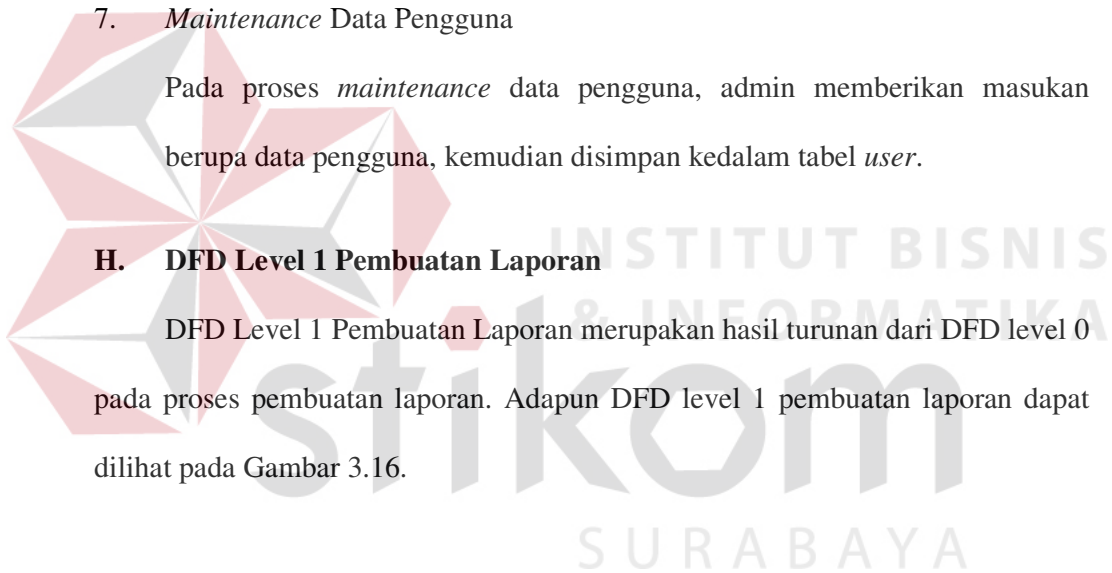 7. Maintenance Data Pengguna
Pada proses maintenance data pengguna, admin memberikan masukan
berupa data pengguna, kemudian disimpan kedalam tabel user.
INSTITUT BISNIS
H. DFD Level 1 Pembuatan Laporan
& INFORMATIKA
DFD Level 1 Pembuatan Laporan merupakan hasil turunan dari DFD level 0
stikom
pada proses pembuatan laporan. Adapun DFD level 1 pembuatan laporan dapat
dilihat pada Gambar 3.16.
SURABAYA